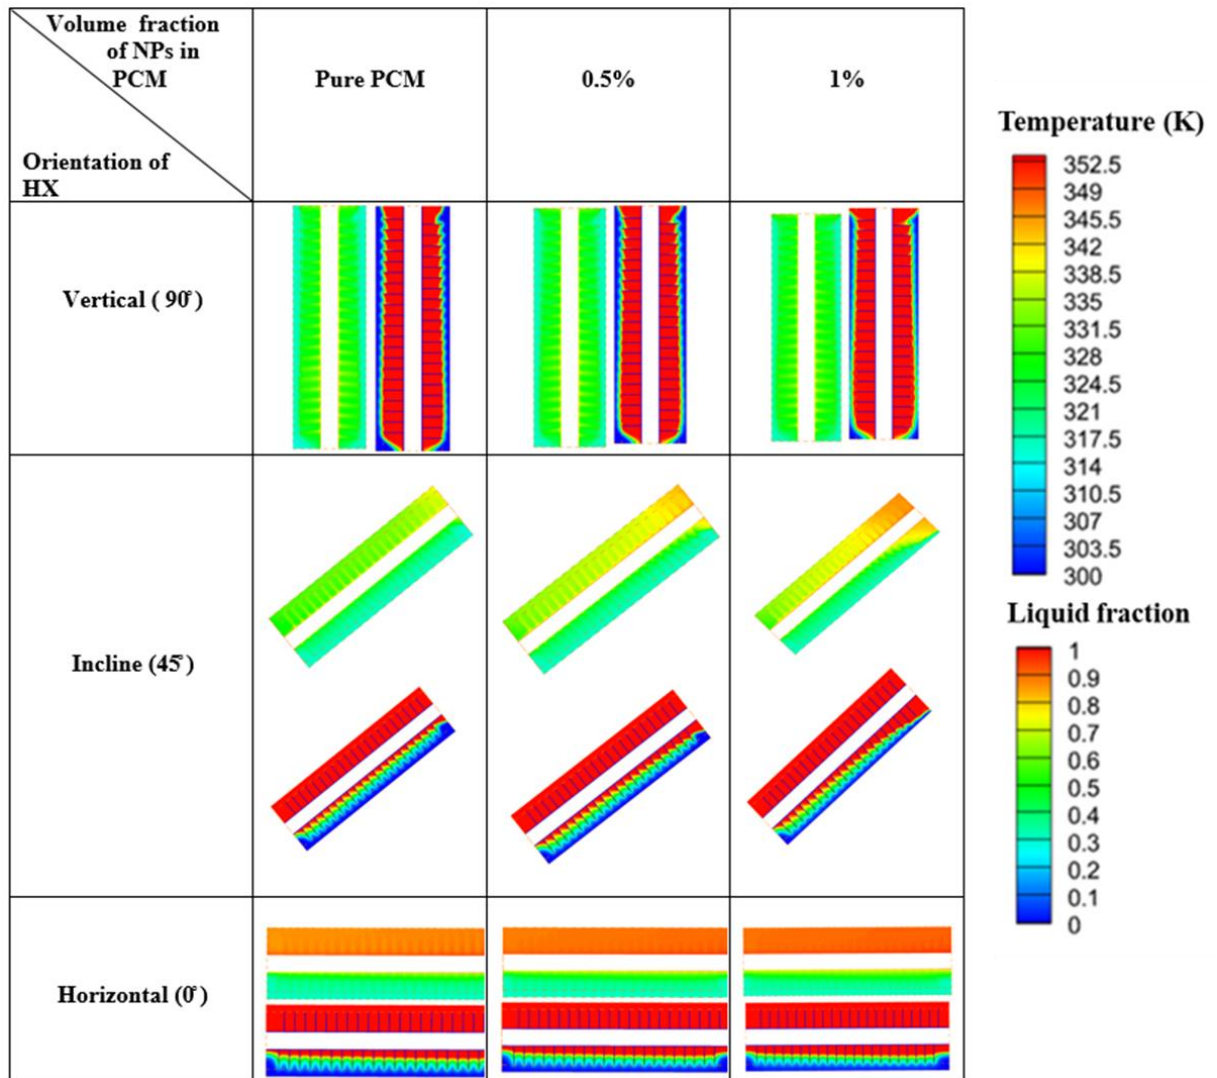 Volume fraction
of NPs in
PCM
Orientation of
HX
Pure PCM
0.5%
1%
Vertical ( 90°)
Incline (45°)
Horizontal (0°)
Temperature (K)
352.5
349
345.5
342
338.5
335
331.5
328
324.5
321
317.5
314
310.5
307
303.5
300
Liquid fraction
1
0.9
0.8
0.7
0.6
0.5
0.4
0.3
0.2
0.1
0